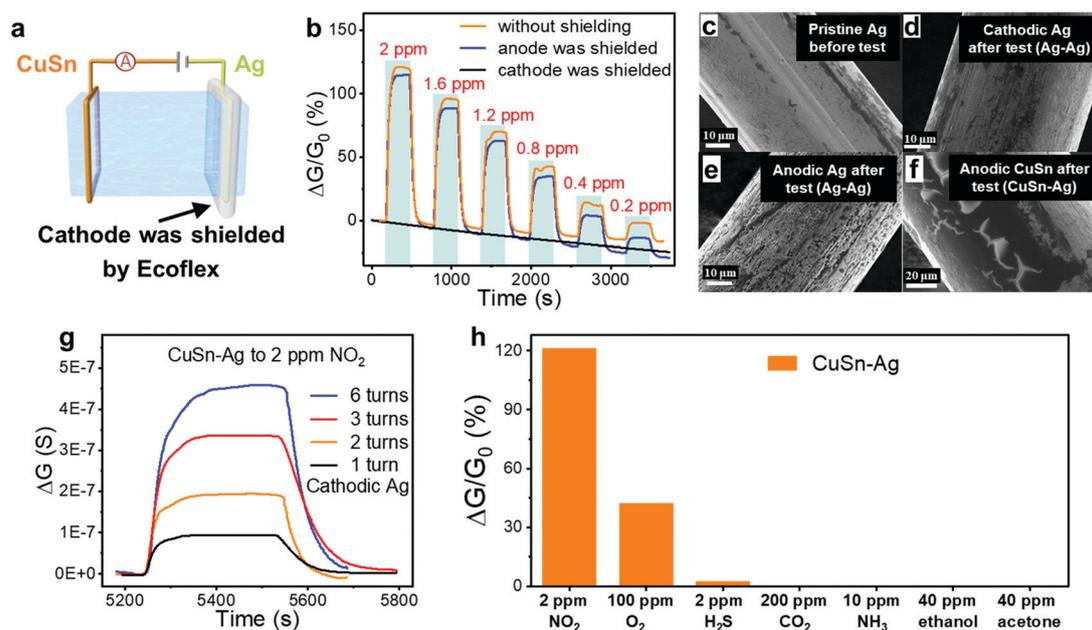 a
CuSn
A
Ag
Cathode was shielded
by Ecoflex
b
ΔG/G₀ (%)
150
100
50
0
without shielding
anode was shielded
cathode was shielded
2 ppm
1.6 ppm
1.2 ppm
0.8 ppm
0.4 ppm
0.2 ppm
0 1000 2000 3000
Time (s)
c
Pristine Ag
before test
10 μm
d
Cathodic Ag
after test (Ag-Ag)
10 μm
e
Anodic Ag after
test (Ag-Ag)
10 μm
f
Anodic CuSn after
test (CuSn-Ag)
20 μm
g
CuSn-Ag to 2 ppm NO₂
ΔG (S)
5E-7
4E-7
3E-7
2E-7
1E-7
0E+0
6 turns
3 turns
2 turns
1 turn
Cathodic Ag
5200 5400 5600 5800
Time (s)
h
ΔG/G₀ (%)
120
90
60
30
0
CuSn-Ag
2 ppm 100 ppm 2 ppm 200 ppm 10 ppm 40 ppm 40 ppm
NO₂ O₂ H₂S CO₂ NH₃ ethanol acetone